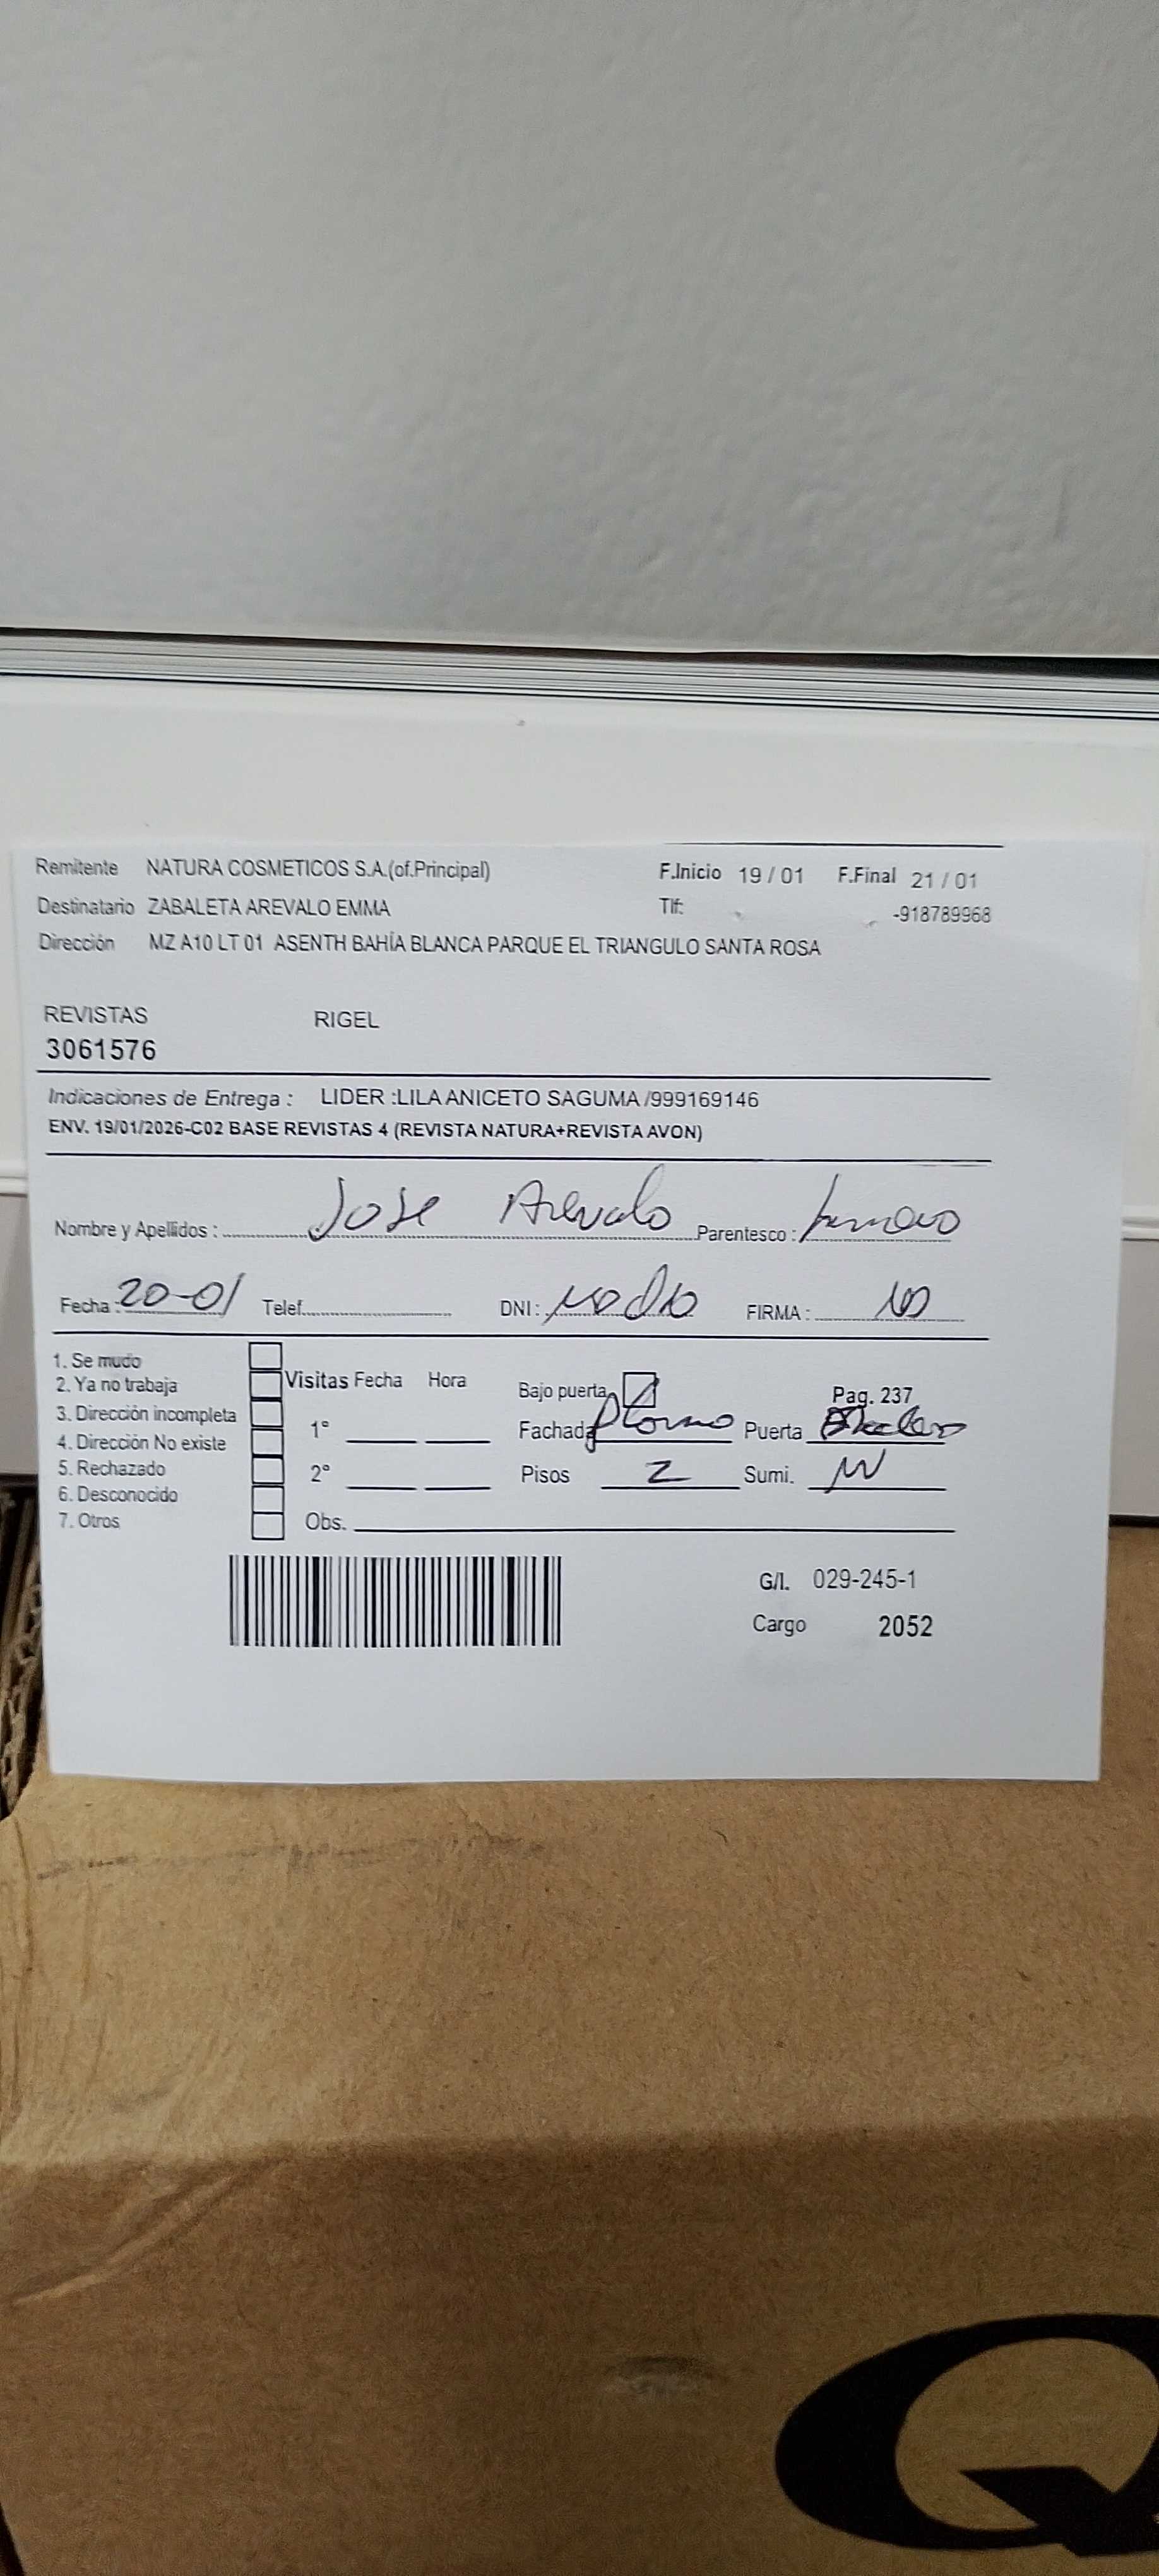 Remitente NATURA COSMETICOS S.A.(of.Principal) F.Inicio 19 / 01 F.Final 21 / 01
Destinatario ZABALETA AREVALO EMMA Tlf: -918789968
Dirección MZ A10 LT 01 ASENTH BAHÍA BLANCA PARQUE EL TRIANGULO SANTA ROSA
REVISTAS RIGEL
3061576
Indicaciones de Entrega : LIDER :LILA ANICETO SAGUMA /999169146
ENV. 19/01/2026-C02 BASE REVISTAS 4 (REVISTA NATURA+REVISTA AVON)
Nombre y Apellidos : Jose Arevalo Parentesco :
Fecha : 20-01 Telef. DNI : FIRMA :
1. Se mudo
2. Ya no trabaja Visitas Fecha Hora Bajo puerta Pag. 237
3. Dirección incompleta 1° Fachada Plomo Puerta
4. Dirección No existe
5. Rechazado 2° Pisos 2 Sumi.
6. Desconocido
7. Otros Obs.
G/I. 029-245-1
Cargo 2052
Q